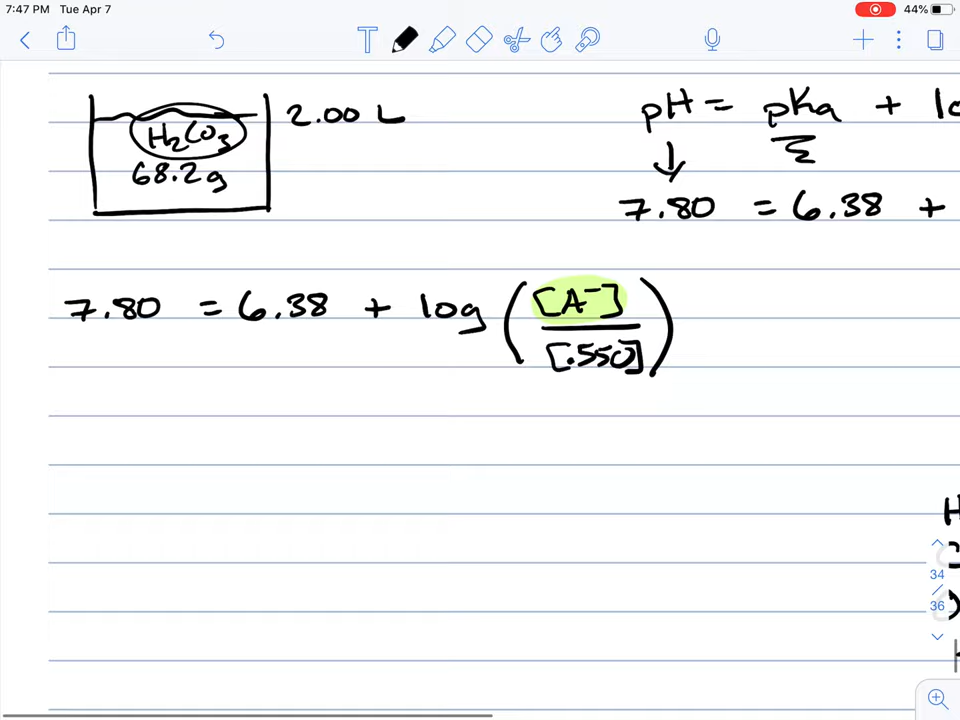 7:47 PM Tue Apr 7
44%
T
2.00 L
H₂CO₃
68.2g
pH = pKa + lo
7.80 = 6.38 +
7.80 = 6.38 + log ([A⁻] / [.550])
H
34
/
36